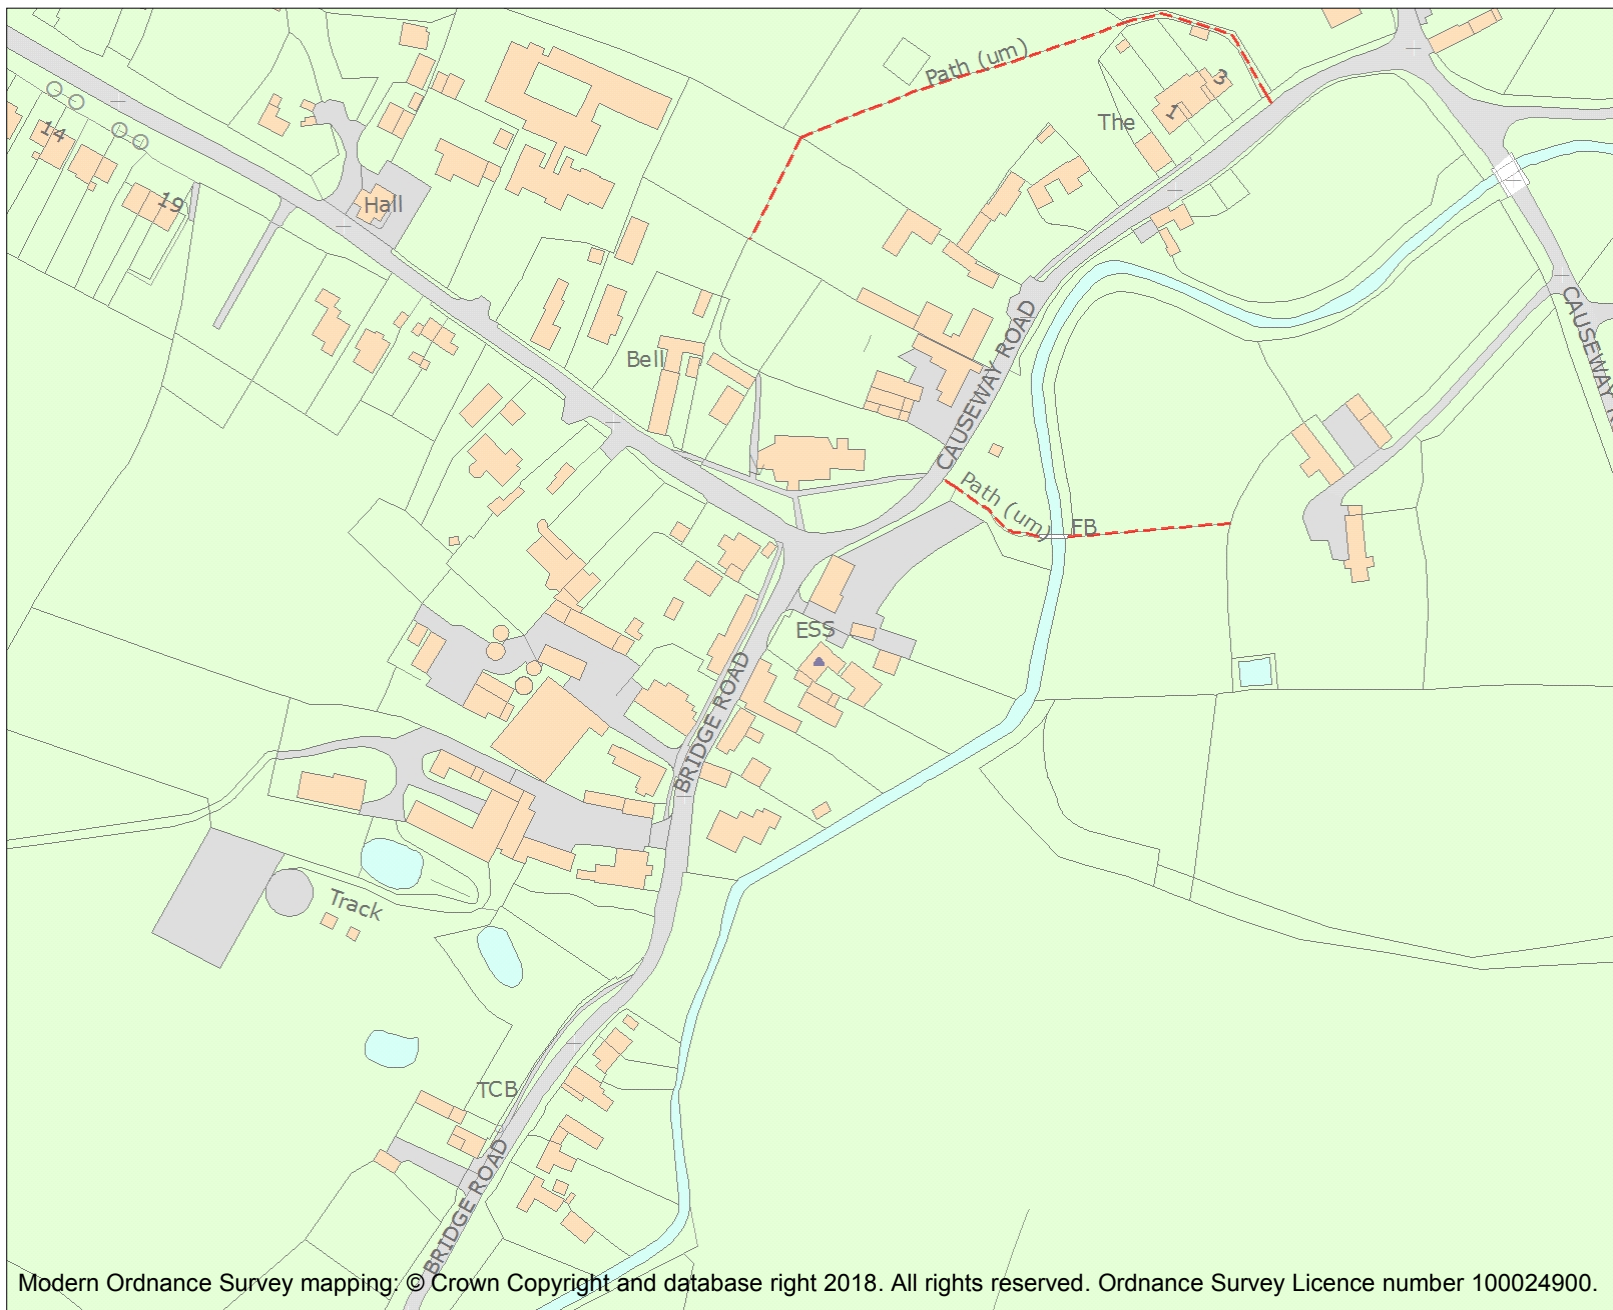 Path (um)
3
1
The
14
19
Hall
CAUSEWAY ROAD
CAUSEWAY R
Bell
Path (um)
FB
ESS
BRIDGE ROAD
Track
TCB
BRIDGE ROAD
Modern Ordnance Survey mapping: © Crown Copyright and database right 2018. All rights reserved. Ordnance Survey Licence number 100024900.